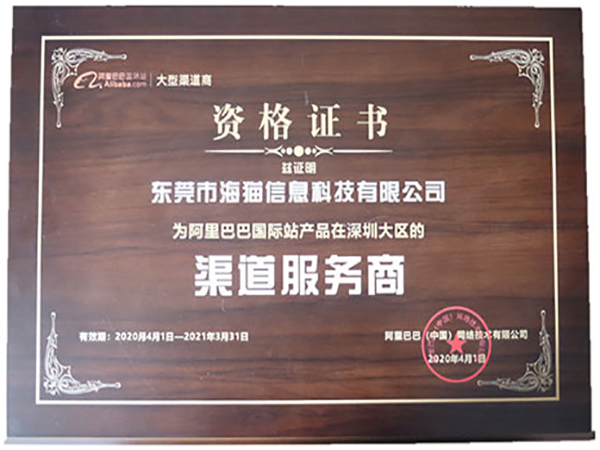 阿里巴巴国际站
Alibaba.com
大型渠道商
资格证书
兹证明
东莞市海猫信息科技有限公司
为阿里巴巴国际站产品在深圳大区的
渠道服务商
有效期：2020年4月1日—2021年3月31日
阿里巴巴（中国）网络技术有限公司
2020年4月1日